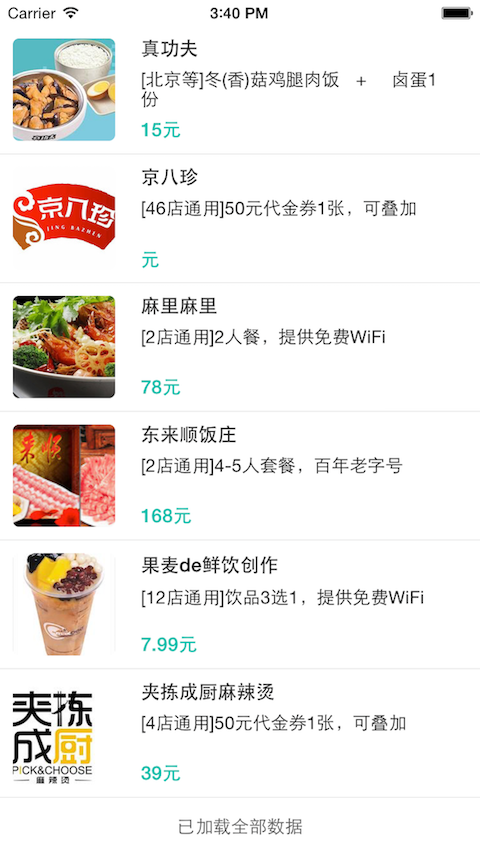 Carrier 3:40 PM
真功夫
[北京等]冬(香)菇鸡腿肉饭 + 卤蛋1
份
15元
京八珍
JING BAZHEN
京八珍
[46店通用]50元代金券1张，可叠加
元
麻里麻里
[2店通用]2人餐，提供免费WiFi
78元
来顺
东来顺饭庄
[2店通用]4-5人套餐，百年老字号
168元
果麦de鲜饮创作
[12店通用]饮品3选1，提供免费WiFi
7.99元
夹拣
成厨
PICK&CHOOSE
麻辣烫
夹拣成厨麻辣烫
[4店通用]50元代金券1张，可叠加
39元
已加载全部数据